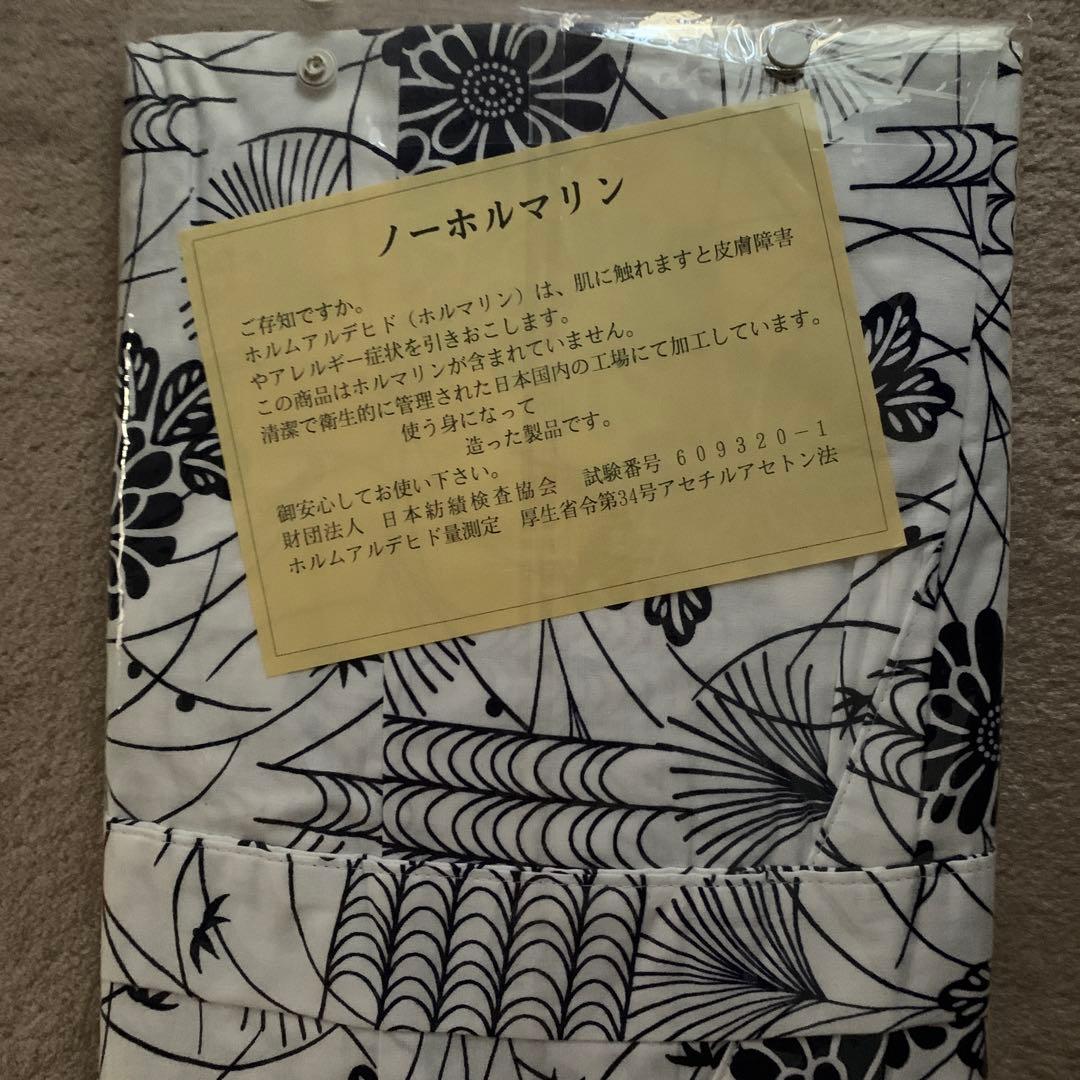 ノーホルマリン
ご存知ですか。
ホルムアルデヒド（ホルマリン）は、肌に触れますと皮膚障害
やアレルギー症状を引きおこします。
この商品はホルマリンが含まれていません。
清潔で衛生的に管理された日本国内の工場にて加工しています。
使う身になって
造った製品です。
御安心してお使い下さい。
財団法人　日本紡績検査協会　試験番号　６０９３２０－１
ホルムアルデヒド量測定　厚生省令第34号アセチルアセトン法